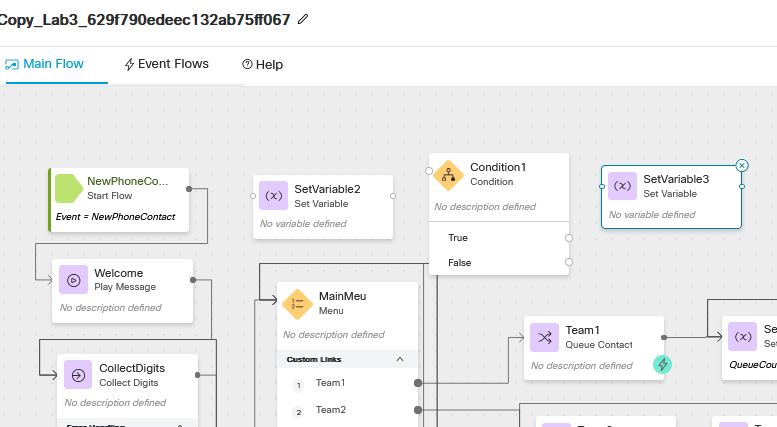 Copy_Lab3_629f790edeec132ab75ff067
Main Flow
Event Flows
Help
NewPhoneCo...
Start Flow
Event = NewPhoneContact
(x)
SetVariable2
Set Variable
No variable defined
Condition1
Condition
No description defined
True
False
(x)
SetVariable3
Set Variable
No variable defined
Welcome
Play Message
No description defined
MainMeu
Menu
No description defined
Custom Links
1
Team1
2
Team2
Team1
Queue Contact
No description defined
(x)
Se
Set
QueueCou
CollectDigits
Collect Digits
No description defined